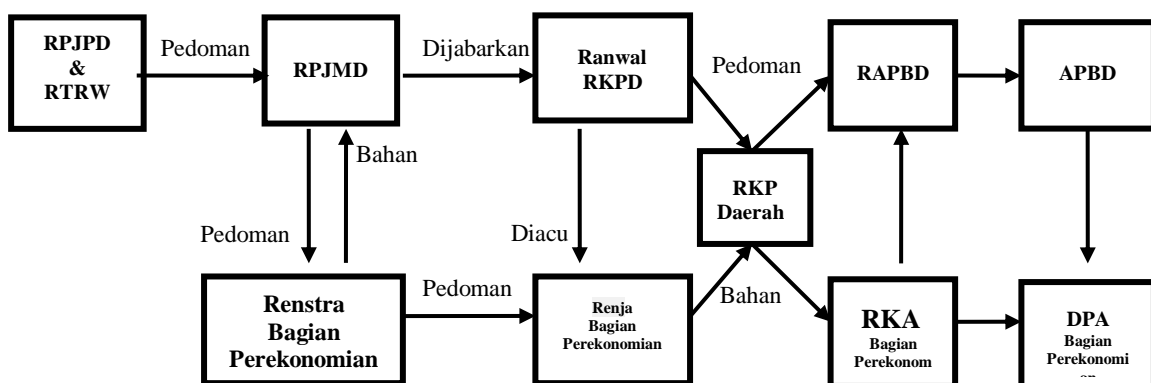 RPJPD
&
RTRW
Pedoman
RPJMD
Dijabarkan
Ranwal
RKPD
Pedoman
RAPBD
APBD
Bahan
RKP
Daerah
Pedoman
Diacu
Renstra
Bagian
Perekonomian
Pedoman
Renja
Bagian
Perekonomian
Bahan
RKA
Bagian
Perekonom
DPA
Bagian
Perekonomi